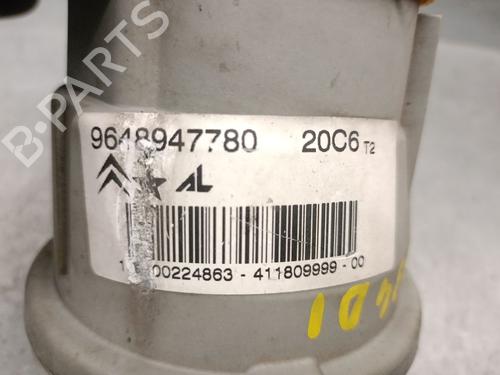 B-PARTS
9648947780 20C6 T2
AL
00224863 - 411809999 - 00